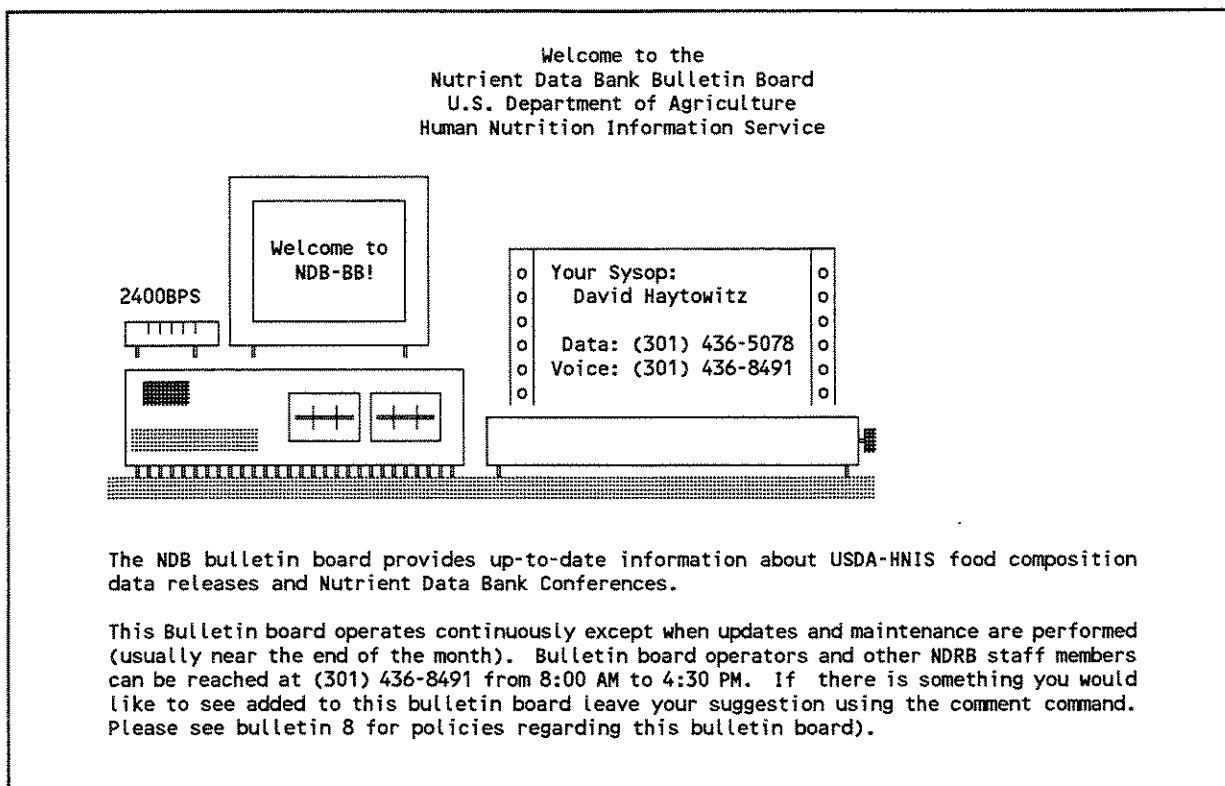 Welcome to the
Nutrient Data Bank Bulletin Board
U.S. Department of Agriculture
Human Nutrition Information Service
Welcome to
NDB-BB!
2400BPS
Your Sysop:
David Haytowitz
Data: (301) 436-5078
Voice: (301) 436-8491
The NDB bulletin board provides up-to-date information about USDA-HNIS food composition
data releases and Nutrient Data Bank Conferences.
This Bulletin board operates continuously except when updates and maintenance are performed
(usually near the end of the month). Bulletin board operators and other NDRB staff members
can be reached at (301) 436-8491 from 8:00 AM to 4:30 PM. If there is something you would
like to see added to this bulletin board leave your suggestion using the comment command.
Please see bulletin 8 for policies regarding this bulletin board).